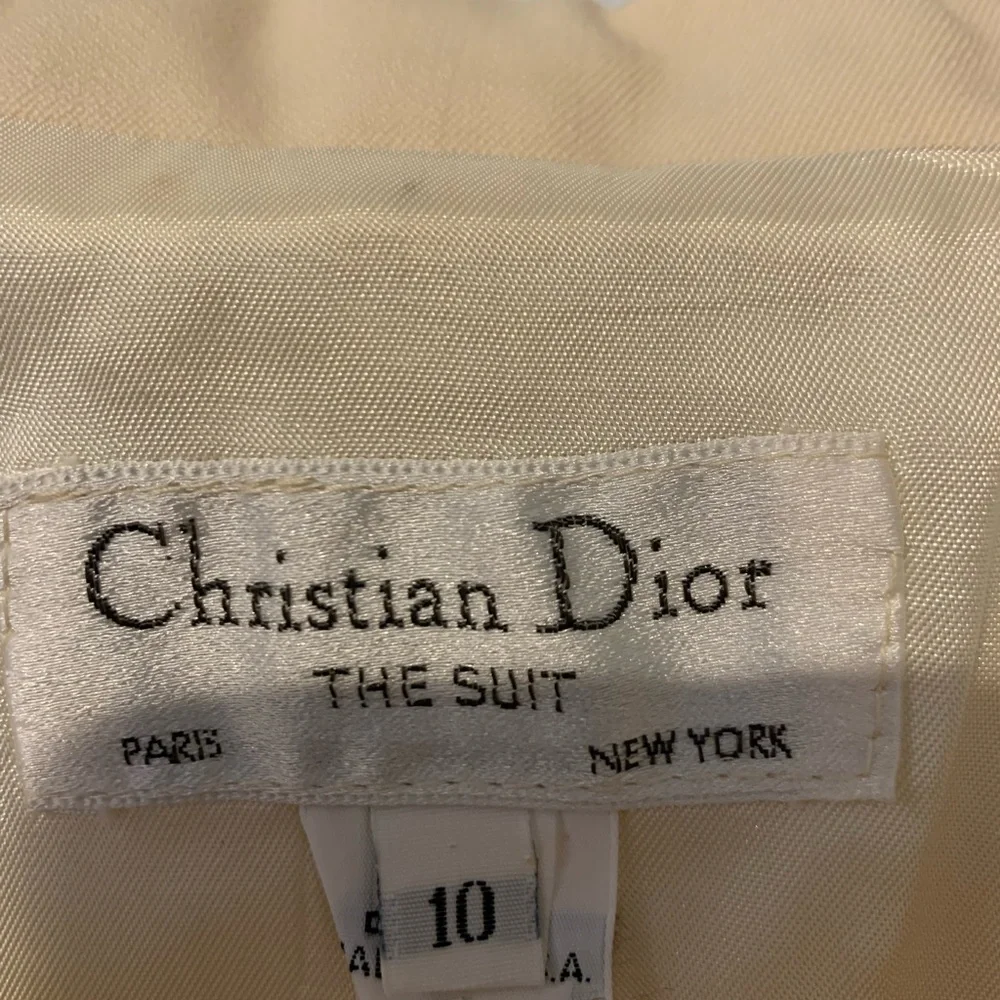 Christian Dior
THE SUIT
PARIS NEW YORK
10
.A.